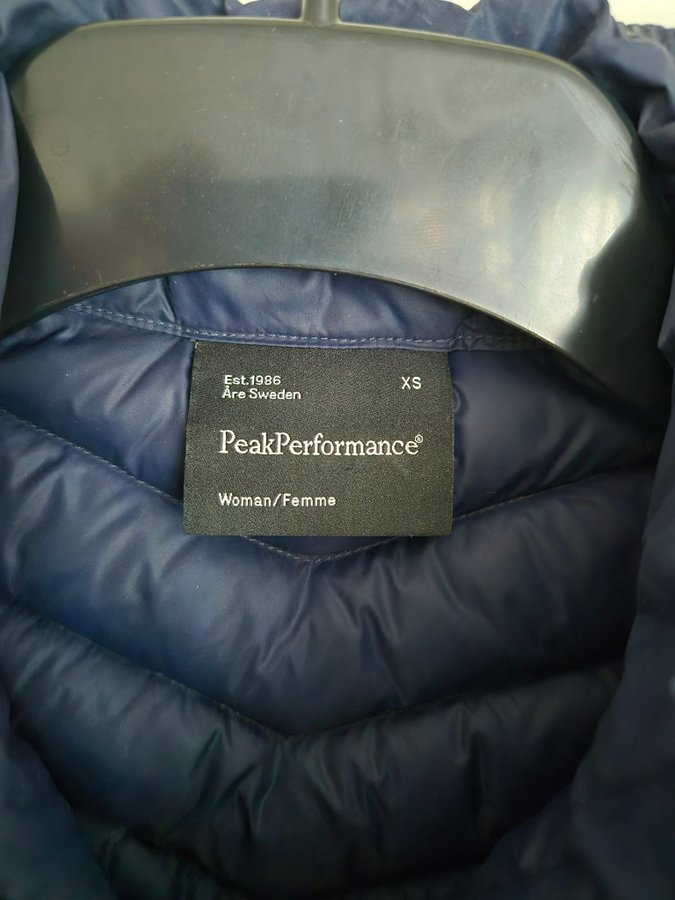 Est.1986
Åre Sweden
XS
PeakPerformance®
Woman/Femme